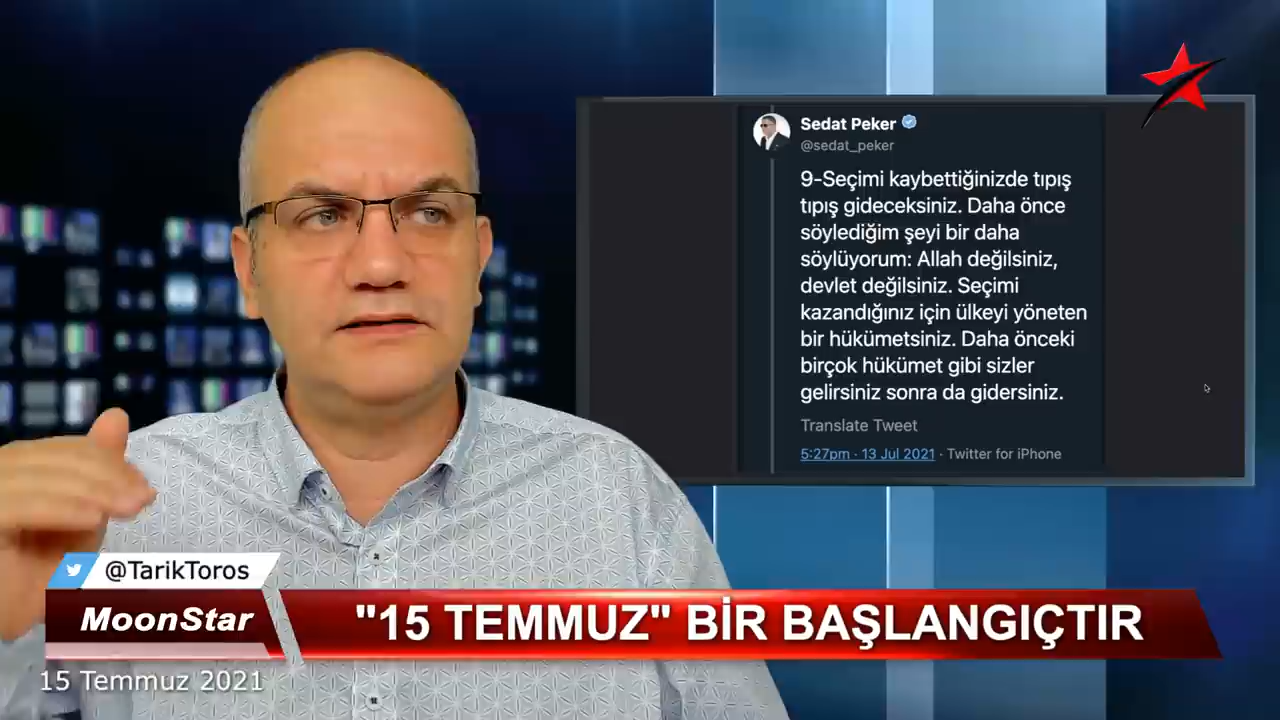 Sedat Peker
@sedat_peker
9-Seçimi kaybettiğinizde tıpış
tıpış gideceksiniz. Daha önce
söylediğim şeyi bir daha
söylüyorum: Allah değilsiniz,
devlet değilsiniz. Seçimi
kazandığınız için ülkeyi yöneten
bir hükümetsiniz. Daha önceki
birçok hükümet gibi sizler
gelirsiniz sonra da gidersiniz.
Translate Tweet
5:27pm · 13 Jul 2021 · Twitter for iPhone
@TarikToros
MoonStar
"15 TEMMUZ" BİR BAŞLANGIÇTIR
15 Temmuz 2021